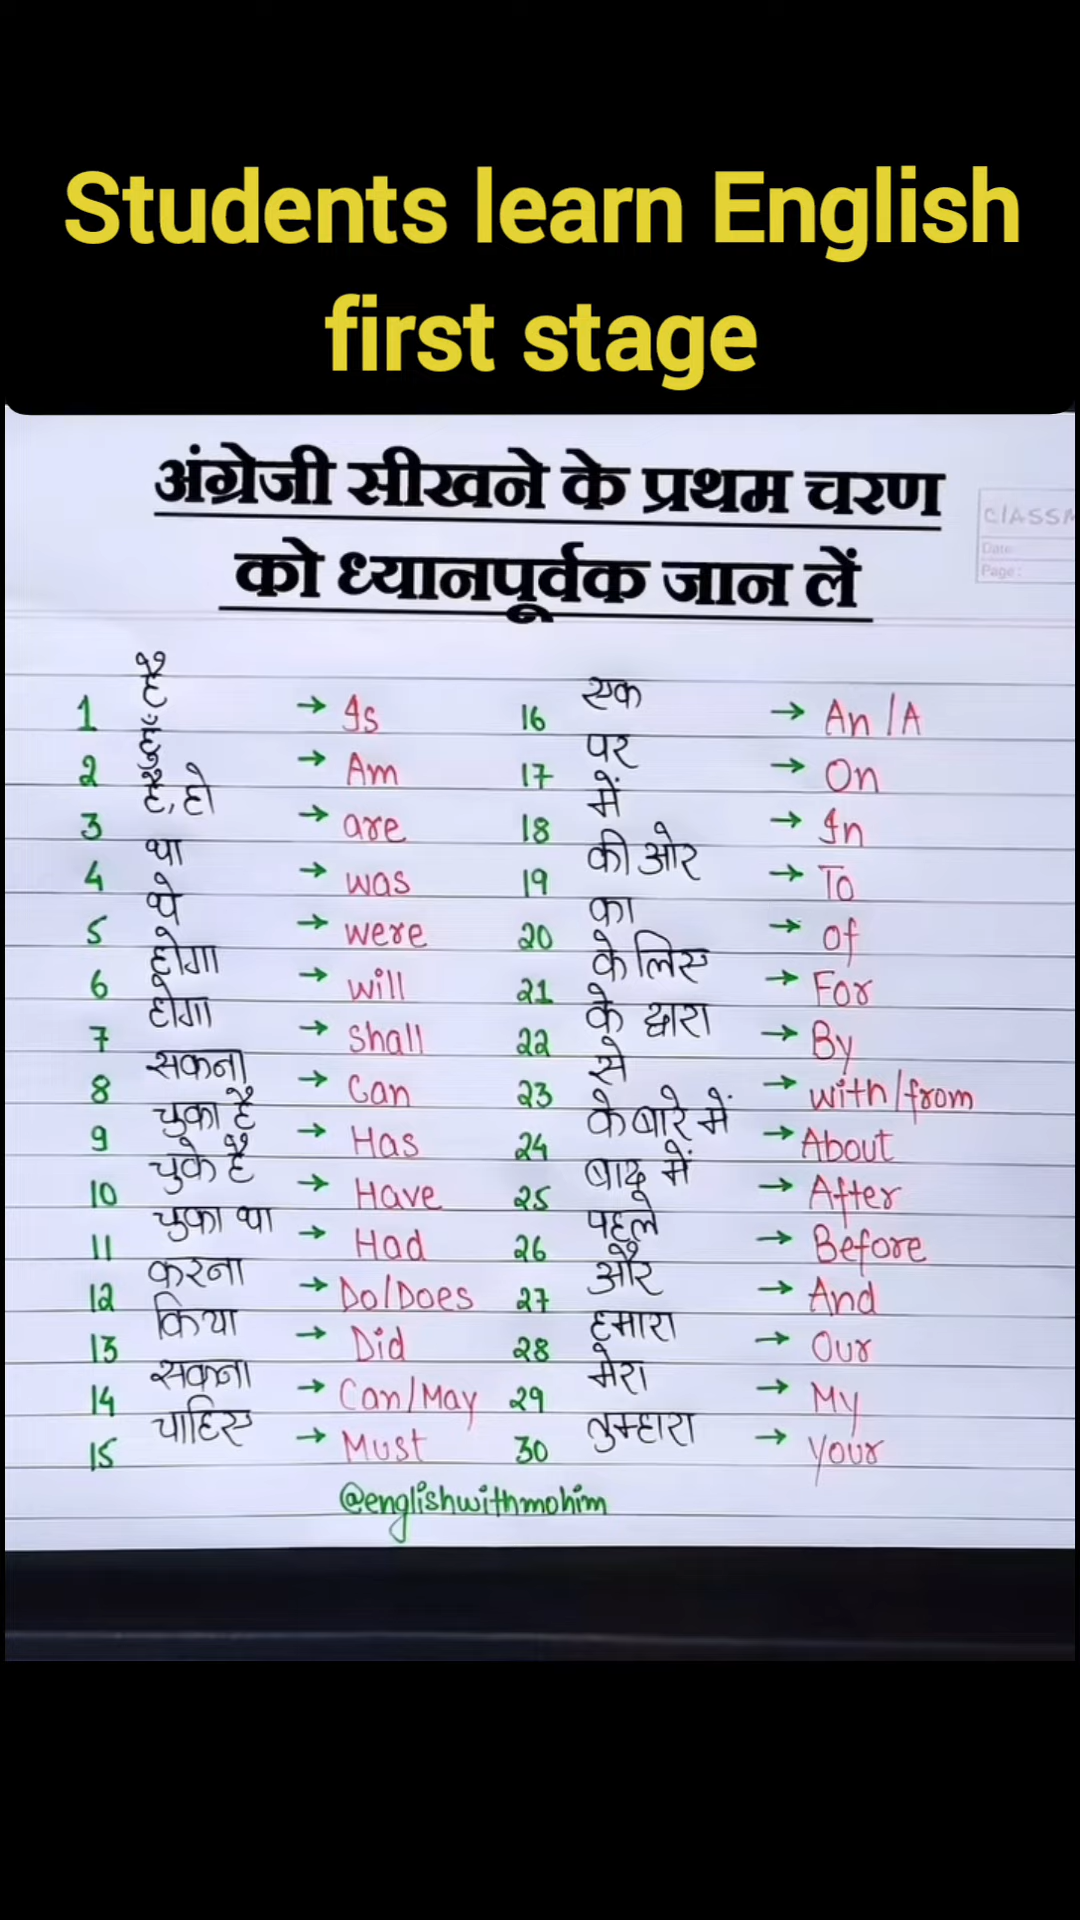 Students learn English
first stage
अंग्रेजी सीखने के प्रथम चरण
को ध्यानपूर्वक जान लें
Date:
Page:
1 है → Is
2 हूँ → Am
3 हैं, हो → are
4 था → was
5 थे → were
6 होगा → will
7 होगा → shall
8 सकना → Can
9 चुका है → Has
10 चुके हैं → Have
11 चुका था → Had
12 करना → Do/Does
13 किया → Did
14 सकना → Can/May
15 चाहिए → Must
16 एक → An/A
17 पर → On
18 में → In
19 की ओर → To
20 का → Of
21 के लिए → For
22 के द्वारा → By
23 से → with/from
24 के बारे में → About
25 बाद में → After
26 पहले → Before
27 और → And
28 हमारा → Our
29 मेरा → My
30 तुम्हारा → Your
@englishwithmohim